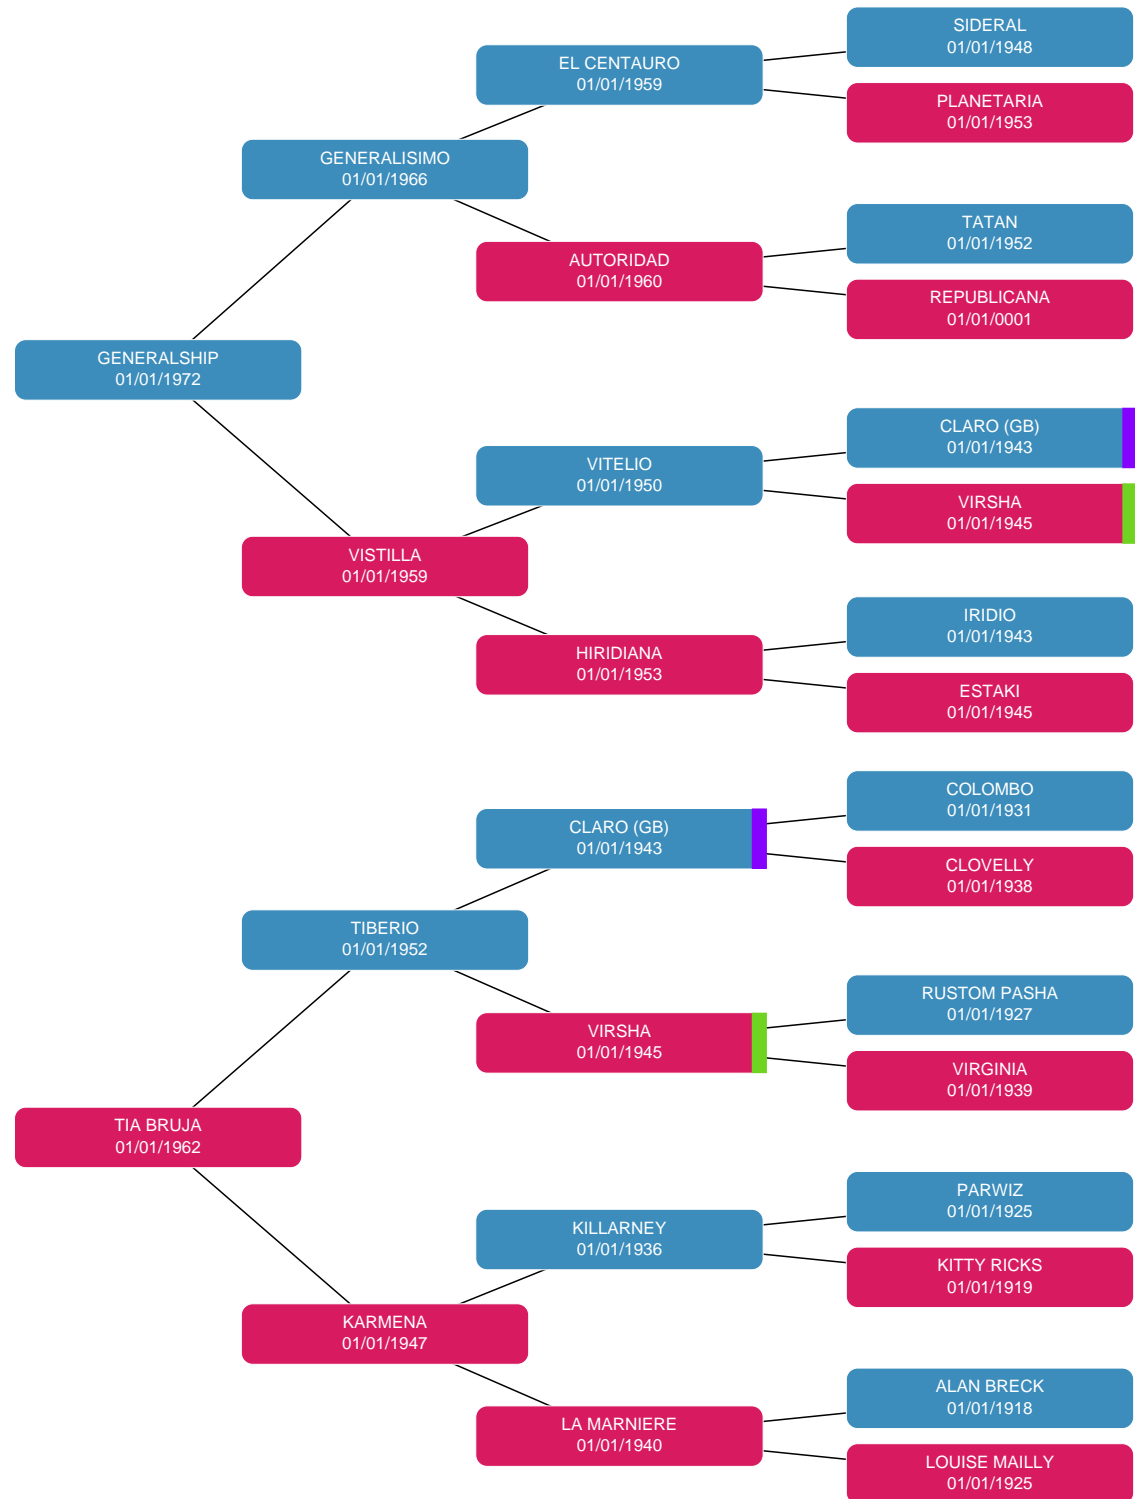 SIDERAL
01/01/1948
EL CENTAURO
01/01/1959
PLANETARIA
01/01/1953
GENERALISIMO
01/01/1966
TATAN
01/01/1952
AUTORIDAD
01/01/1960
REPUBLICANA
01/01/0001
GENERALSHIP
01/01/1972
CLARO (GB)
01/01/1943
VITELIO
01/01/1950
VIRSHA
01/01/1945
VISTILLA
01/01/1959
IRIDIO
01/01/1943
HIRIDIANA
01/01/1953
ESTAKI
01/01/1945
COLOMBO
01/01/1931
CLARO (GB)
01/01/1943
CLOVELLY
01/01/1938
TIBERIO
01/01/1952
RUSTOM PASHA
01/01/1927
VIRSHA
01/01/1945
VIRGINIA
01/01/1939
TIA BRUJA
01/01/1962
PARWIZ
01/01/1925
KILLARNEY
01/01/1936
KITTY RICKS
01/01/1919
KARMENA
01/01/1947
ALAN BRECK
01/01/1918
LA MARNIERE
01/01/1940
LOUISE MAILLY
01/01/1925